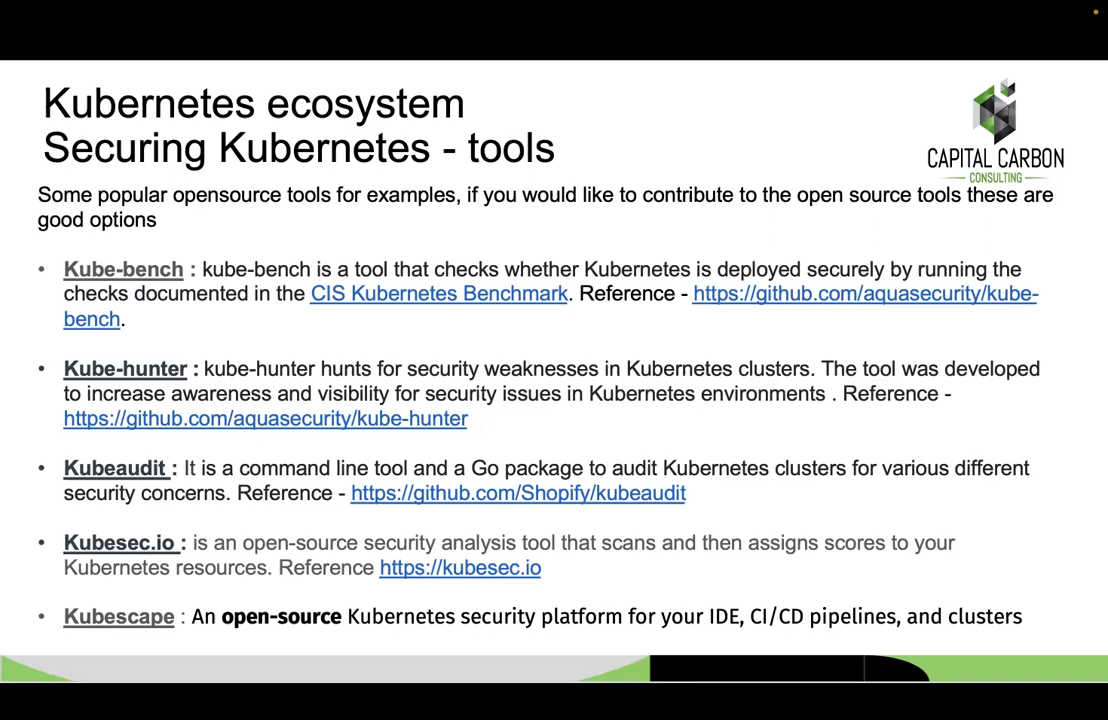 Kubernetes ecosystem
Securing Kubernetes - tools
CAPITAL CARBON
CONSULTING
Some popular opensource tools for examples, if you would like to contribute to the open source tools these are
good options
• Kube-bench : kube-bench is a tool that checks whether Kubernetes is deployed securely by running the
checks documented in the CIS Kubernetes Benchmark. Reference - https://github.com/aquasecurity/kube-
bench.
• Kube-hunter : kube-hunter hunts for security weaknesses in Kubernetes clusters. The tool was developed
to increase awareness and visibility for security issues in Kubernetes environments . Reference -
https://github.com/aquasecurity/kube-hunter
• Kubeaudit : It is a command line tool and a Go package to audit Kubernetes clusters for various different
security concerns. Reference - https://github.com/Shopify/kubeaudit
• Kubesec.io : is an open-source security analysis tool that scans and then assigns scores to your
Kubernetes resources. Reference https://kubesec.io
• Kubescape : An open-source Kubernetes security platform for your IDE, CI/CD pipelines, and clusters